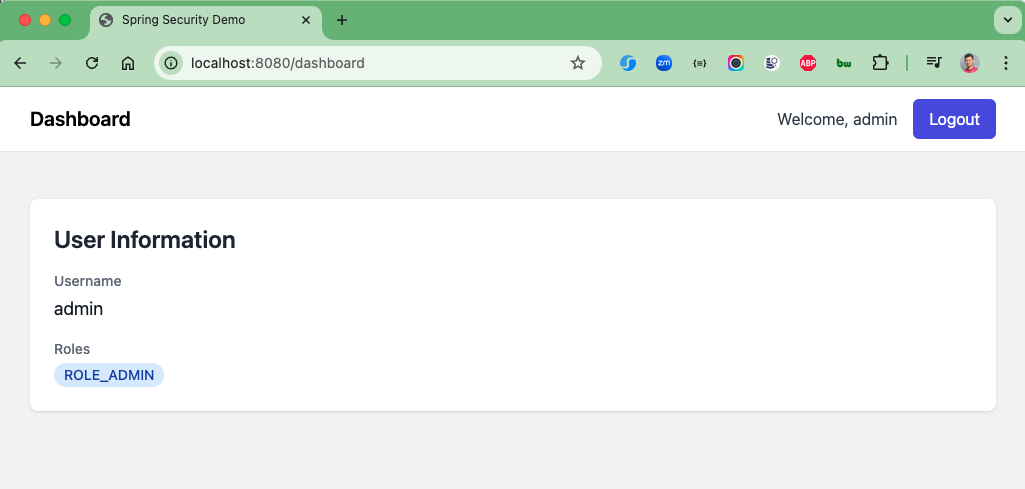 Spring Security Demo
localhost:8080/dashboard
zm
{=}
ABP
bw
Dashboard
Welcome, admin
Logout
User Information
Username
admin
Roles
ROLE_ADMIN